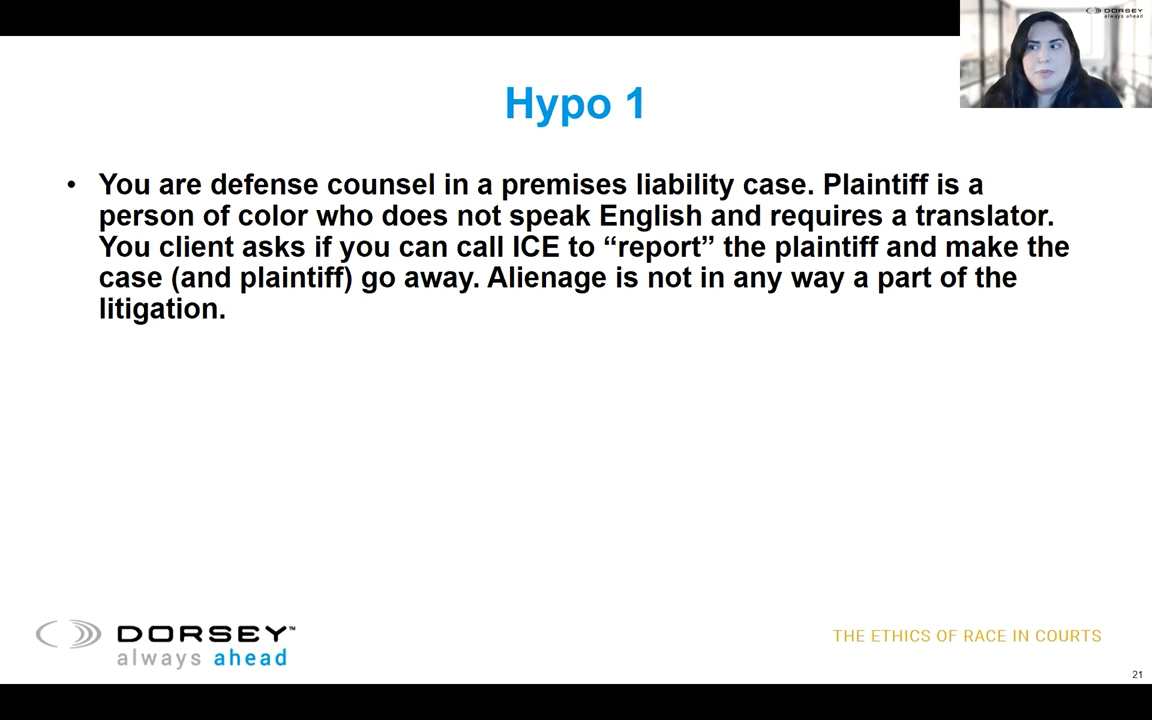 DORSEY
always ahead
Hypo 1
• You are defense counsel in a premises liability case. Plaintiff is a
person of color who does not speak English and requires a translator.
You client asks if you can call ICE to “report” the plaintiff and make the
case (and plaintiff) go away. Alienage is not in any way a part of the
litigation.
DORSEY™
always ahead
THE ETHICS OF RACE IN COURTS
21